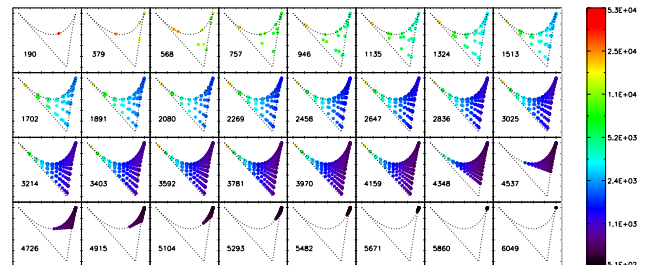 190 379 568 757 946 1135 1324 1513
1702 1891 2080 2269 2458 2647 2836 3025
3214 3403 3592 3781 3970 4159 4348 4537
4726 4915 5104 5293 5482 5671 5860 6049
5.3E+04
2.5E+04
1.1E+04
5.2E+03
2.4E+03
1.1E+03
5.1E+02